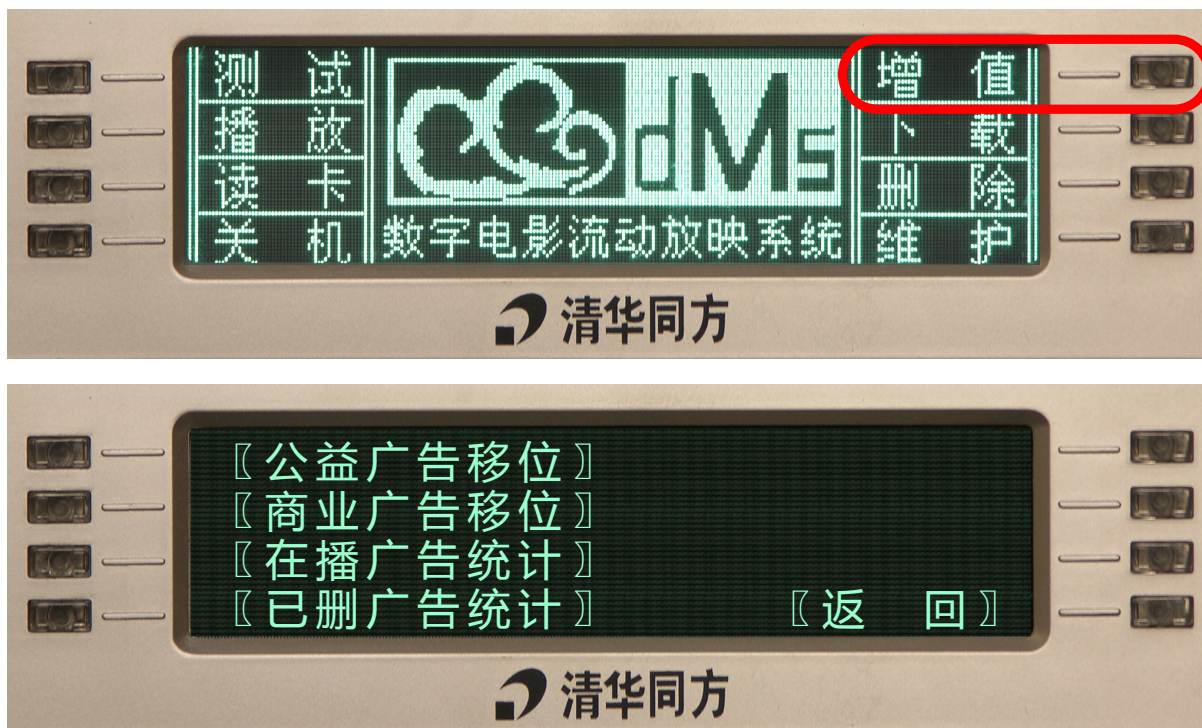 测 试
增 值
播 放
dMs
下 载
读 卡
删 除
关 机
数字电影流动放映系统
维 护
清华同方
〖公益广告移位〗
〖商业广告移位〗
〖在播广告统计〗
〖已删广告统计〗
〖返 回〗
清华同方